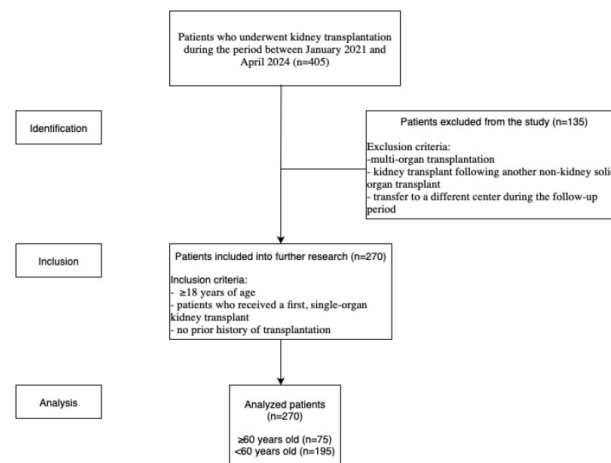 Patients who underwent kidney transplantation
during the period between January 2021 and
April 2024 (n=405)
Identification
Patients excluded from the study (n=135)
Exclusion criteria:
-multi-organ transplantation
- kidney transplant following another non-kidney soli
organ transplant
- transfer to a different center during the follow-up
period
Inclusion
Patients included into further research (n=270)
Inclusion criteria:
- ≥18 years of age
- patients who received a first, single-organ
kidney transplant
- no prior history of transplantation
Analysis
Analyzed patients
(n=270)
≥60 years old (n=75)
<60 years old (n=195)